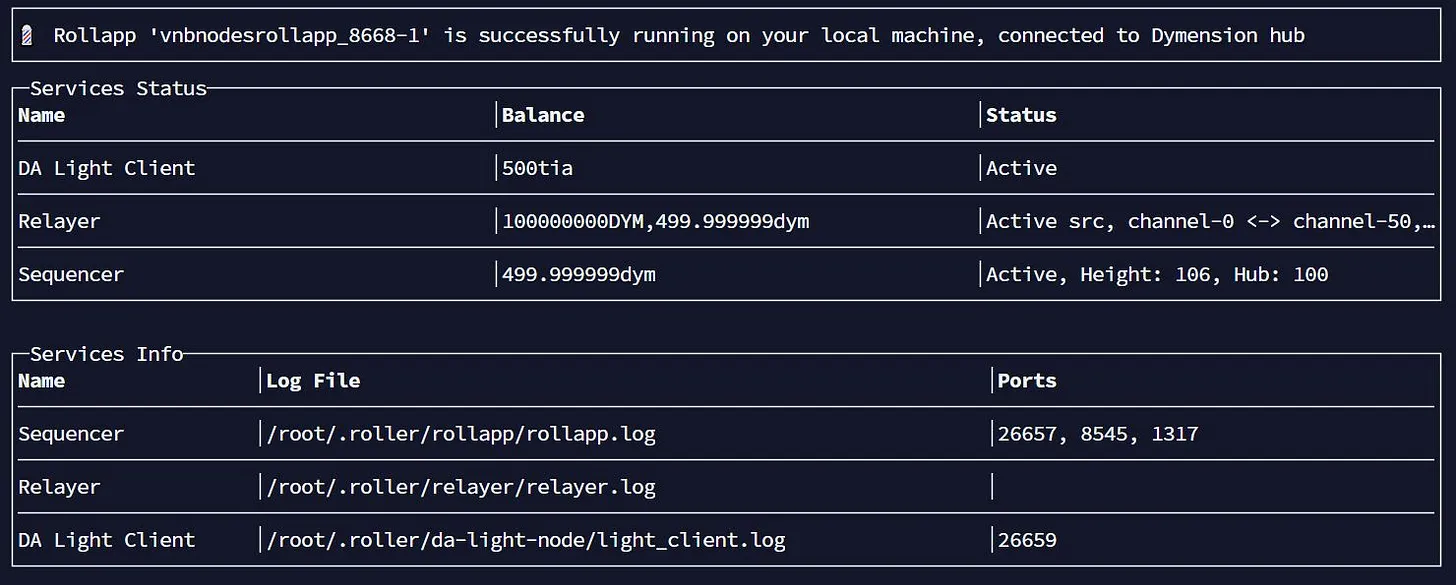 Rollapp 'vnbnodesrollapp_8668-1' is successfully running on your local machine, connected to Dymension hub
Services Status
Name Balance Status
DA Light Client 500tia Active
Relayer 100000000DYM,499.999999dym Active src, channel-0 <-> channel-50,…
Sequencer 499.999999dym Active, Height: 106, Hub: 100
Services Info
Name Log File Ports
Sequencer /root/.roller/rollapp/rollapp.log 26657, 8545, 1317
Relayer /root/.roller/relayer/relayer.log
DA Light Client /root/.roller/da-light-node/light_client.log 26659